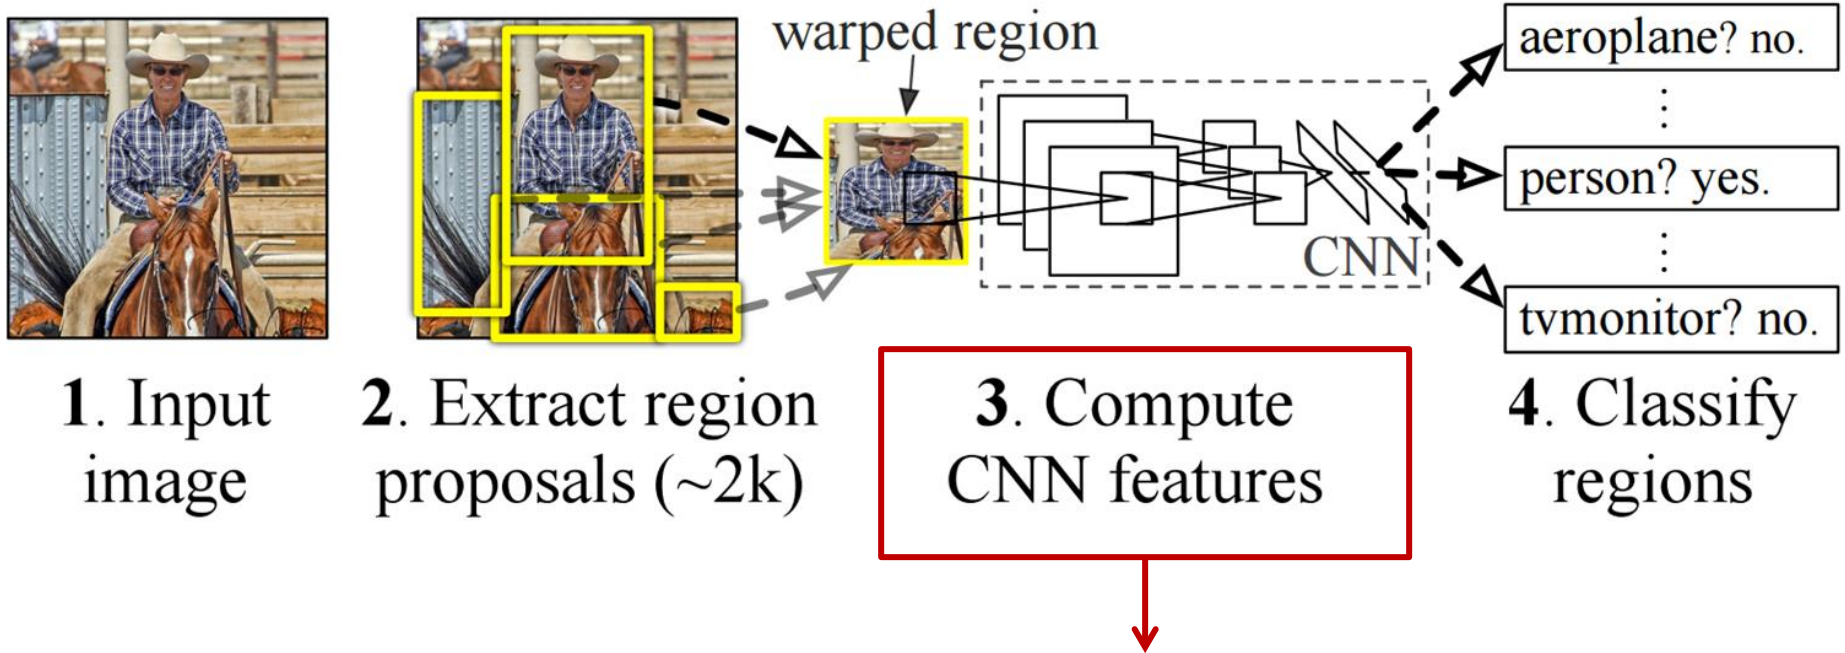 warped region
aeroplane? no.
person? yes.
CNN
tvmonitor? no.
1. Input
image
2. Extract region
proposals (~2k)
3. Compute
CNN features
4. Classify
regions